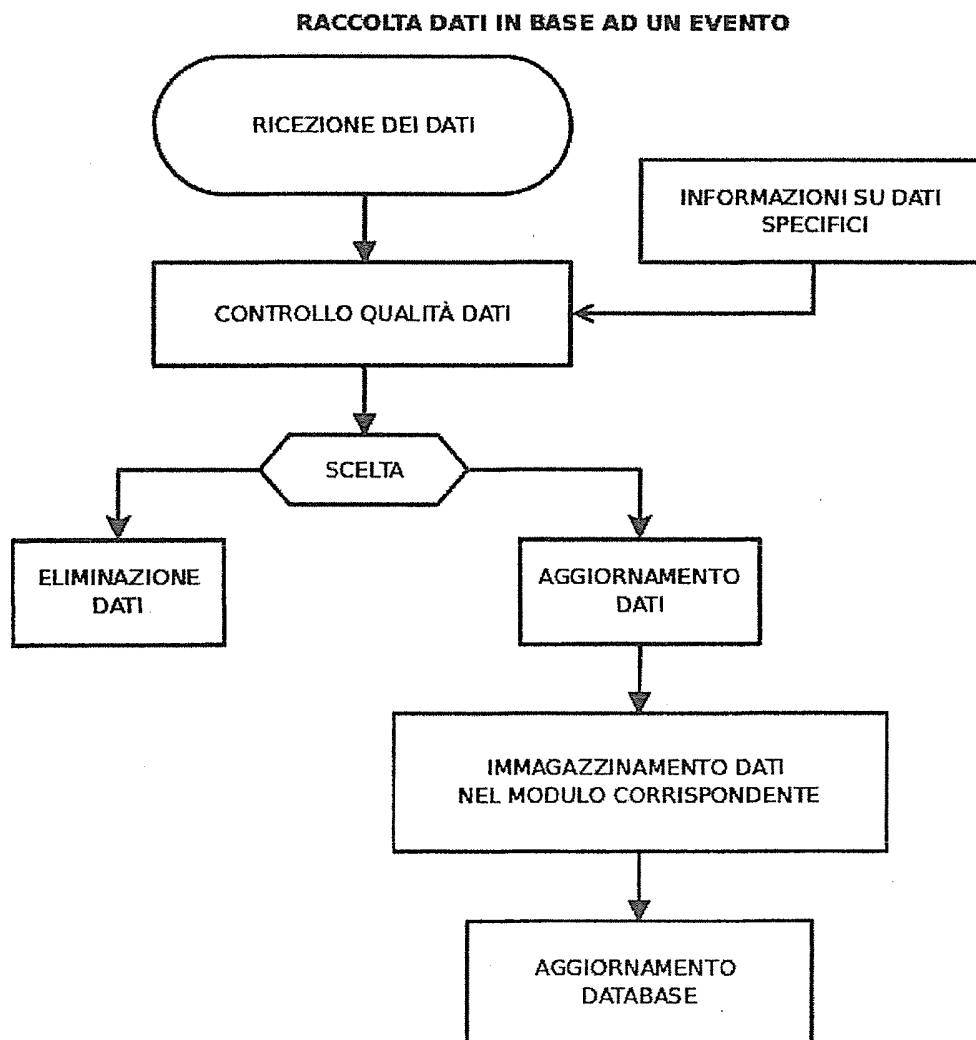 RACCOLTA DATI IN BASE AD UN EVENTO
RICEZIONE DEI DATI
INFORMAZIONI SU DATI
SPECIFICI
CONTROLLO QUALITÀ DATI
SCELTA
ELIMINAZIONE
DATI
AGGIORNAMENTO
DATI
IMMAGAZZINAMENTO DATI
NEL MODULO CORRISPONDENTE
AGGIORNAMENTO
DATABASE